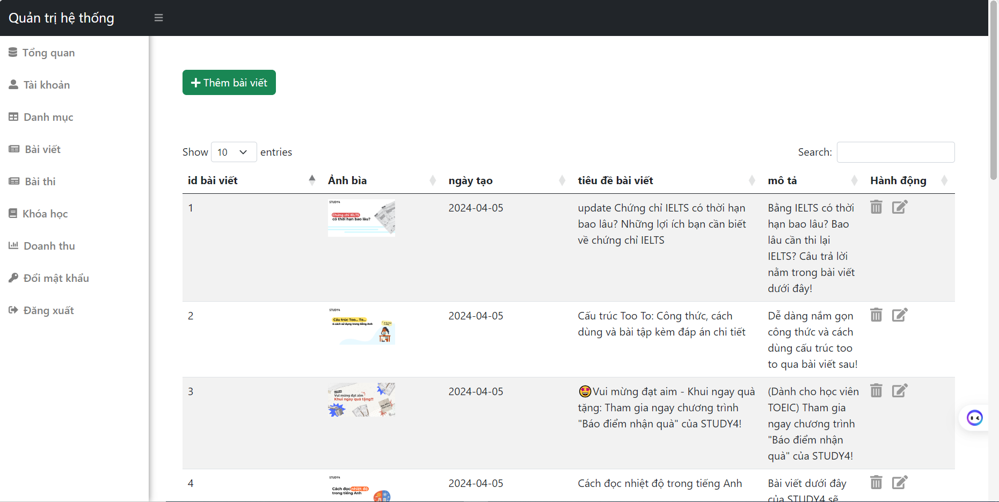 Quản trị hệ thống
Tổng quan
Tài khoản
Danh mục
Bài viết
Bài thi
Khóa học
Doanh thu
Đổi mật khẩu
Đăng xuất
Thêm bài viết
Show 10 entries
Search:
id bài viết Ảnh bìa ngày tạo tiêu đề bài viết mô tả Hành động
1
STUDY4
Chứng chỉ IELTS
có thời hạn bao lâu?
2024-04-05
update Chứng chỉ IELTS có thời hạn
bao lâu? Những lợi ích bạn cần biết
về chứng chỉ IELTS
Bằng IELTS có thời
hạn bao lâu? Bao
lâu cần thi lại
IELTS? Câu trả lời
nằm trong bài viết
dưới đây!
2
STUDY4
Cấu trúc Too... To...
& cách sử dụng trong tiếng Anh
2024-04-05
Cấu trúc Too To: Công thức, cách
dùng và bài tập kèm đáp án chi tiết
Dễ dàng nắm gọn
công thức và cách
dùng cấu trúc too
to qua bài viết sau!
3
Vui mừng đạt aim
Khui ngay quà tặng!!!
2024-04-05
🤩Vui mừng đạt aim - Khui ngay quà
tặng: Tham gia ngay chương trình
"Báo điểm nhận quà" của STUDY4!
(Dành cho học viên
TOEIC) Tham gia
ngay chương trình
"Báo điểm nhận
quà" của STUDY4!
4
STUDY4
Cách đọc nhiệt độ
trong tiếng Anh
2024-04-05
Cách đọc nhiệt độ trong tiếng Anh
Bài viết dưới đây
của STUDY4 sẽ